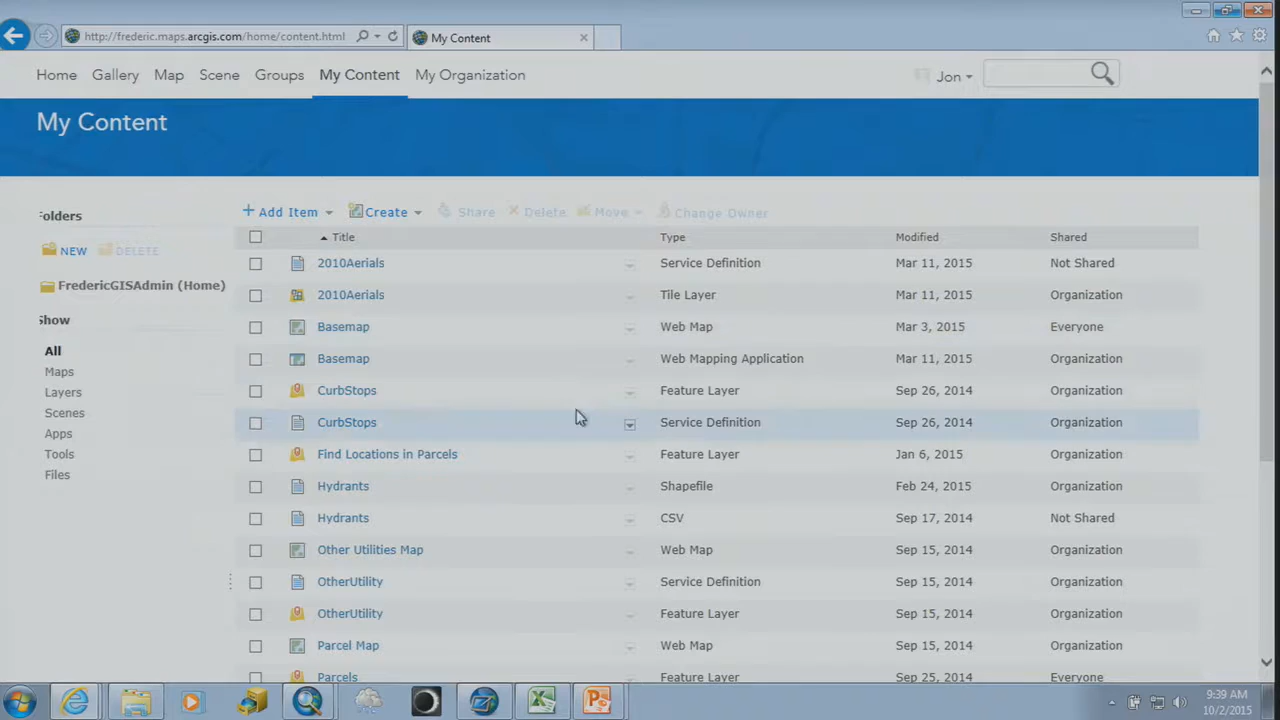 http://frederic.maps.arcgis.com/home/content.html
My Content
Home Gallery Map Scene Groups My Content My Organization Jon
My Content
Folders
NEW DELETE
FredericGISAdmin (Home)
Show
All
Maps
Layers
Scenes
Apps
Tools
Files
Add Item Create Share Delete Move Change Owner
Title Type Modified Shared
2010Aerials Service Definition Mar 11, 2015 Not Shared
2010Aerials Tile Layer Mar 11, 2015 Organization
Basemap Web Map Mar 3, 2015 Everyone
Basemap Web Mapping Application Mar 11, 2015 Organization
CurbStops Feature Layer Sep 26, 2014 Organization
CurbStops Service Definition Sep 26, 2014 Organization
Find Locations in Parcels Feature Layer Jan 6, 2015 Organization
Hydrants Shapefile Feb 24, 2015 Organization
Hydrants CSV Sep 17, 2014 Not Shared
Other Utilities Map Web Map Sep 15, 2014 Organization
OtherUtility Service Definition Sep 15, 2014 Organization
OtherUtility Feature Layer Sep 15, 2014 Organization
Parcel Map Web Map Sep 15, 2014 Organization
Parcels Feature Layer Sep 25, 2014 Everyone
9:39 AM
10/2/2015